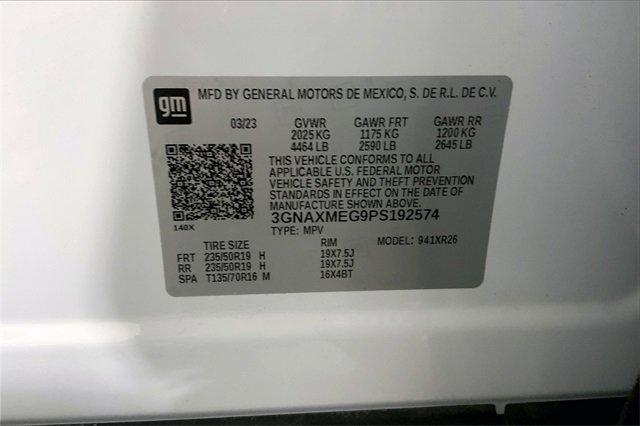 gm
MFD BY GENERAL MOTORS DE MEXICO, S. DE R.L. DE C.V.
03/23 GVWR GAWR FRT GAWR RR
2025 KG 1175 KG 1200 KG
4464 LB 2590 LB 2645 LB
THIS VEHICLE CONFORMS TO ALL
APPLICABLE U.S. FEDERAL MOTOR
VEHICLE SAFETY AND THEFT PREVENTION
STANDARDS IN EFFECT ON THE DATE OF
MANUFACTURE SHOWN ABOVE.
140X 3GNAXMEG9PS192574
TYPE: MPV MODEL: 941XR26
TIRE SIZE RIM
FRT 235/50R19 H 19X7.5J
RR 235/50R19 H 19X7.5J
SPA T135/70R16 M 16X4BT